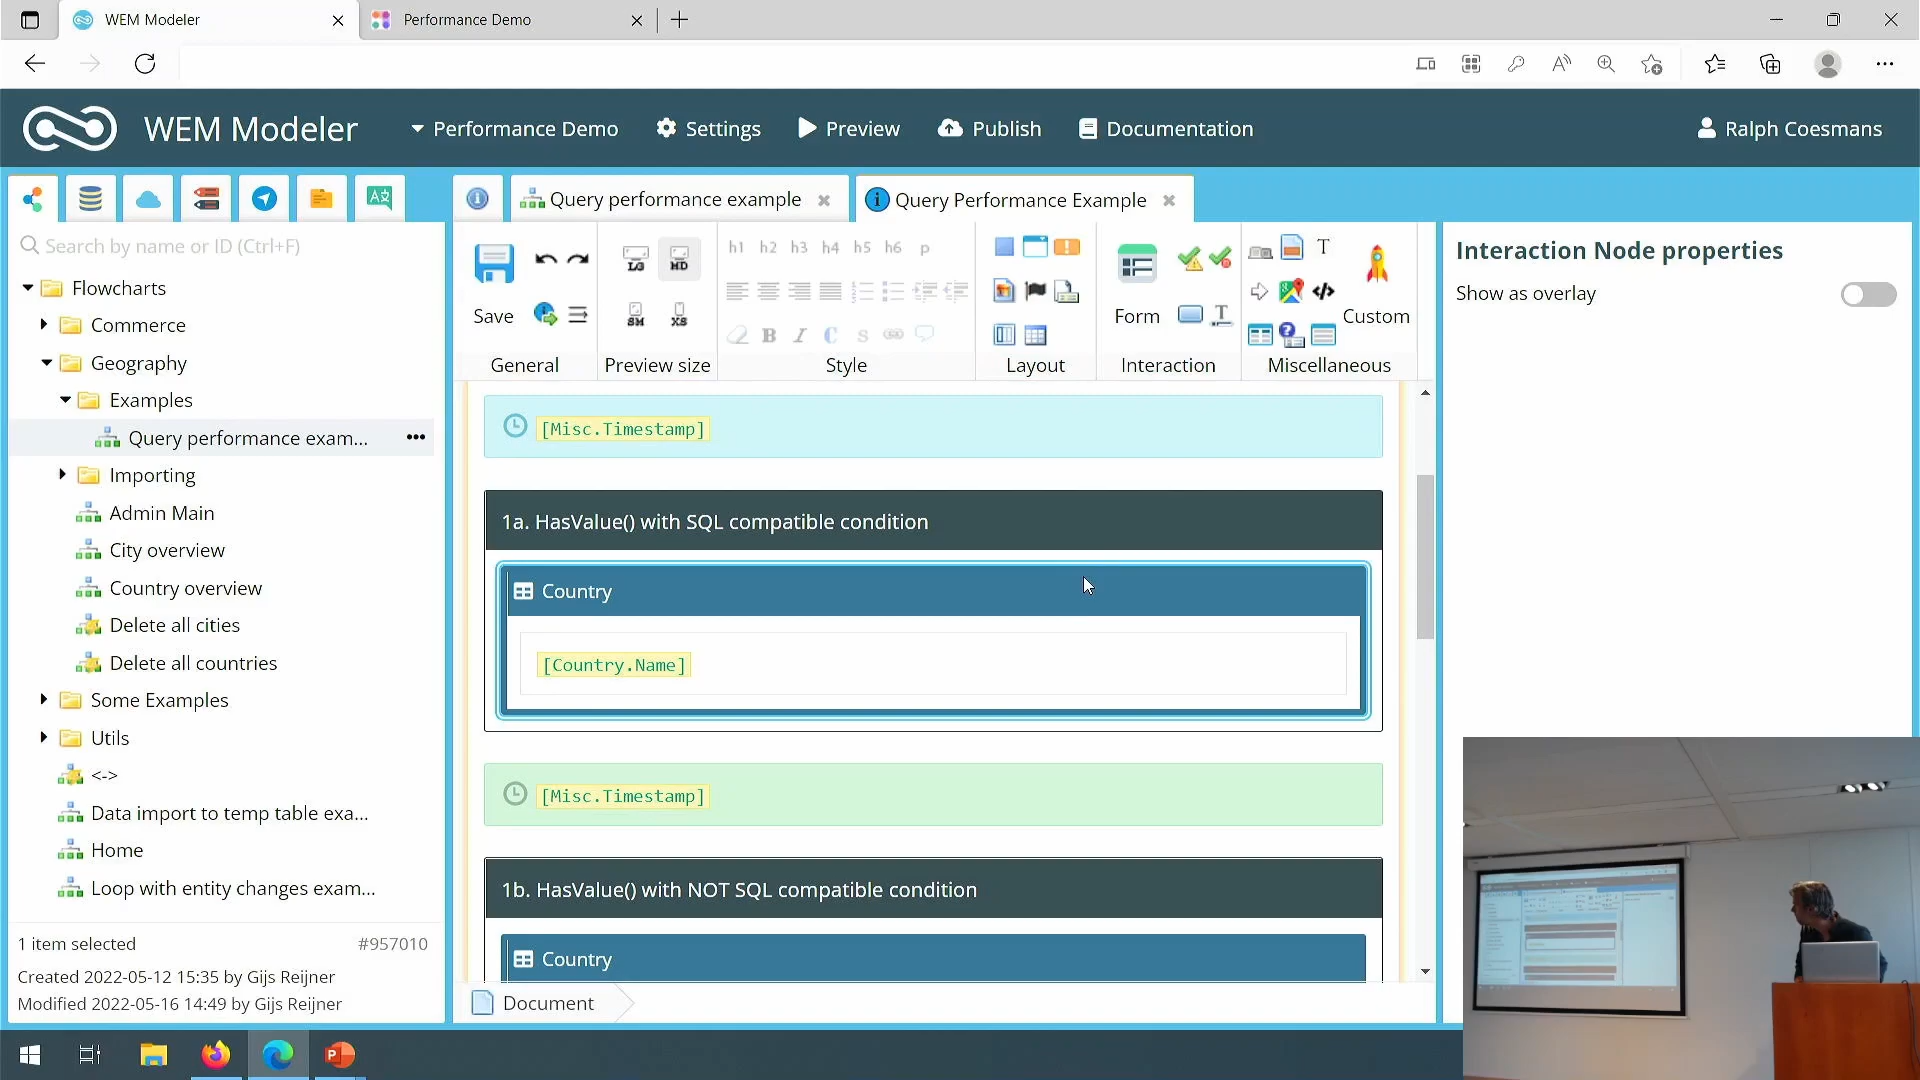 WEM Modeler
Performance Demo
WEM Modeler
Performance Demo
Settings
Preview
Publish
Documentation
Ralph Coesmans
Query performance example
Query Performance Example
Search by name or ID (Ctrl+F)
Flowcharts
Commerce
Geography
Examples
Query performance exam...
Importing
Admin Main
City overview
Country overview
Delete all cities
Delete all countries
Some Examples
Utils
<->
Data import to temp table exa...
Home
Loop with entity changes exam...
1 item selected
#957010
Created 2022-05-12 15:35 by Gijs Reijner
Modified 2022-05-16 14:49 by Gijs Reijner
Save
General
LG
MD
SM
XS
Preview size
h1 h2 h3 h4 h5 h6 p
B I C S
Style
Layout
Form
Interaction
T
Custom
Miscellaneous
[Misc.Timestamp]
1a. HasValue() with SQL compatible condition
Country
[Country.Name]
[Misc.Timestamp]
1b. HasValue() with NOT SQL compatible condition
Country
Document
Interaction Node properties
Show as overlay